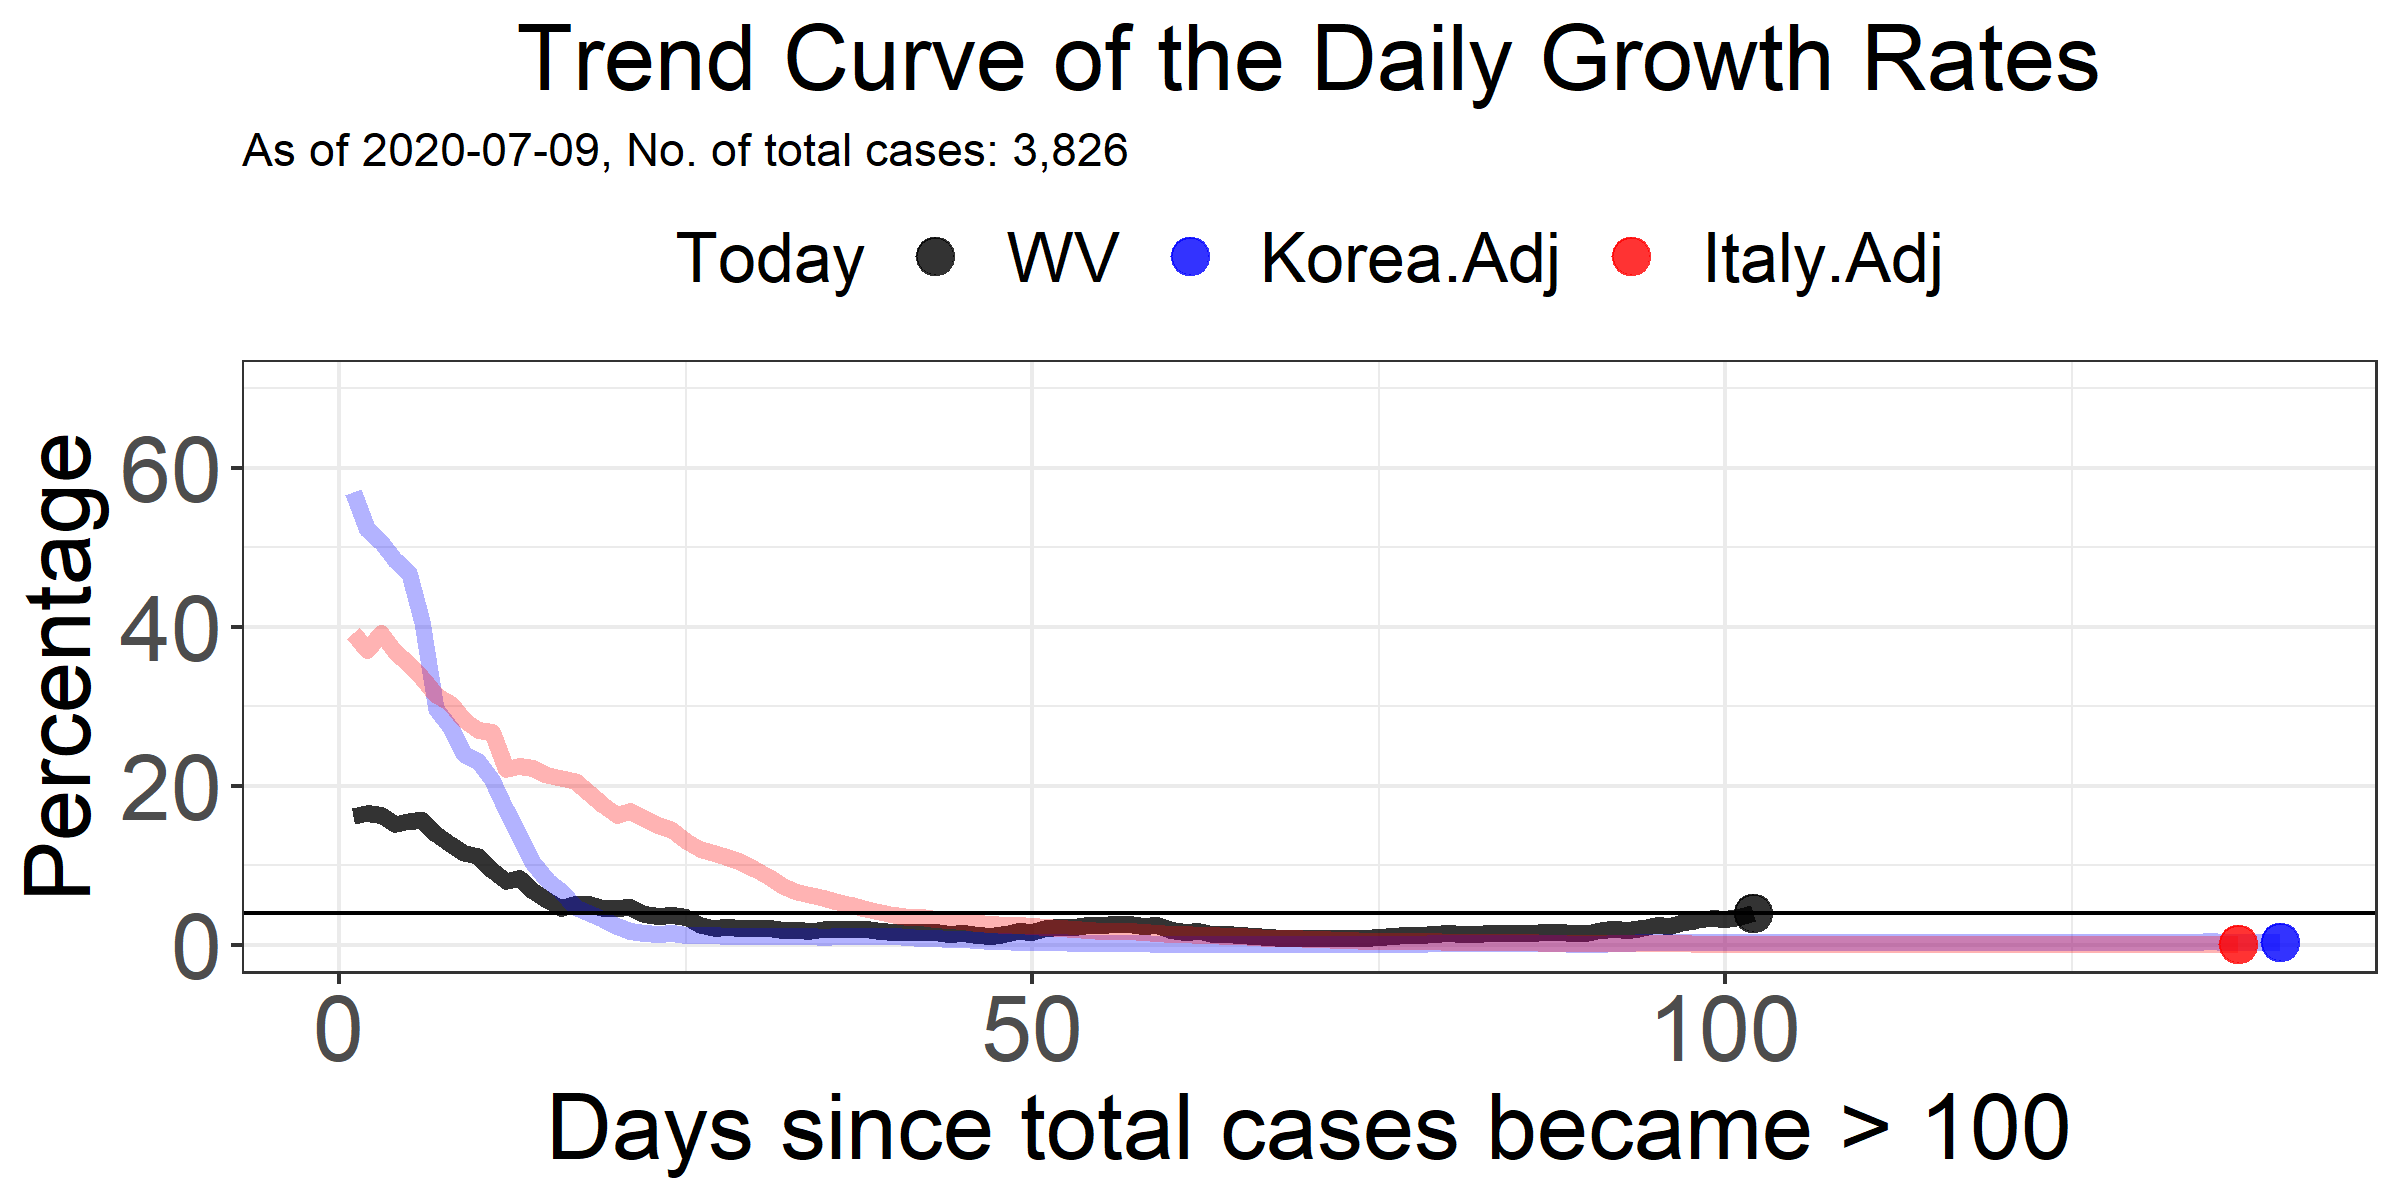 Trend Curve of the Daily Growth Rates
As of 2020-07-09, No. of total cases: 3,826
Today WV Korea.Adj Italy.Adj
Percentage
60
40
20
0
0 50 100
Days since total cases became > 100